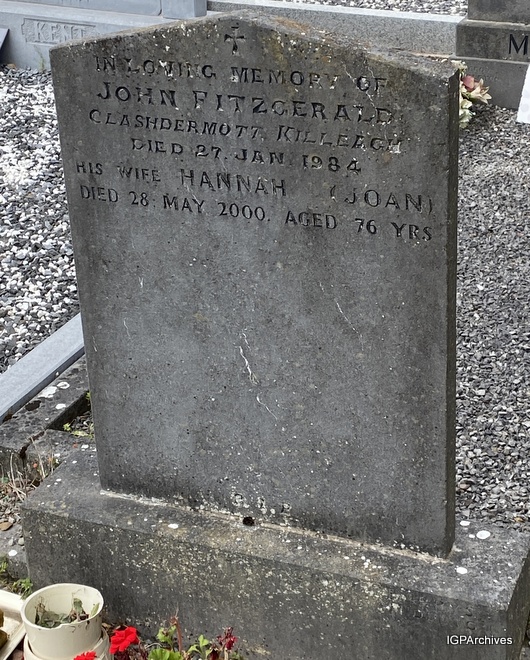 KENT
M
IN LOVING MEMORY OF
JOHN FITZGERALD
CLASHDERMOTT KILLEAGH
DIED 27. JAN. 1984
HIS WIFE HANNAH (JOAN)
DIED 28. MAY 2000. AGED 76 YRS
IGPArchives